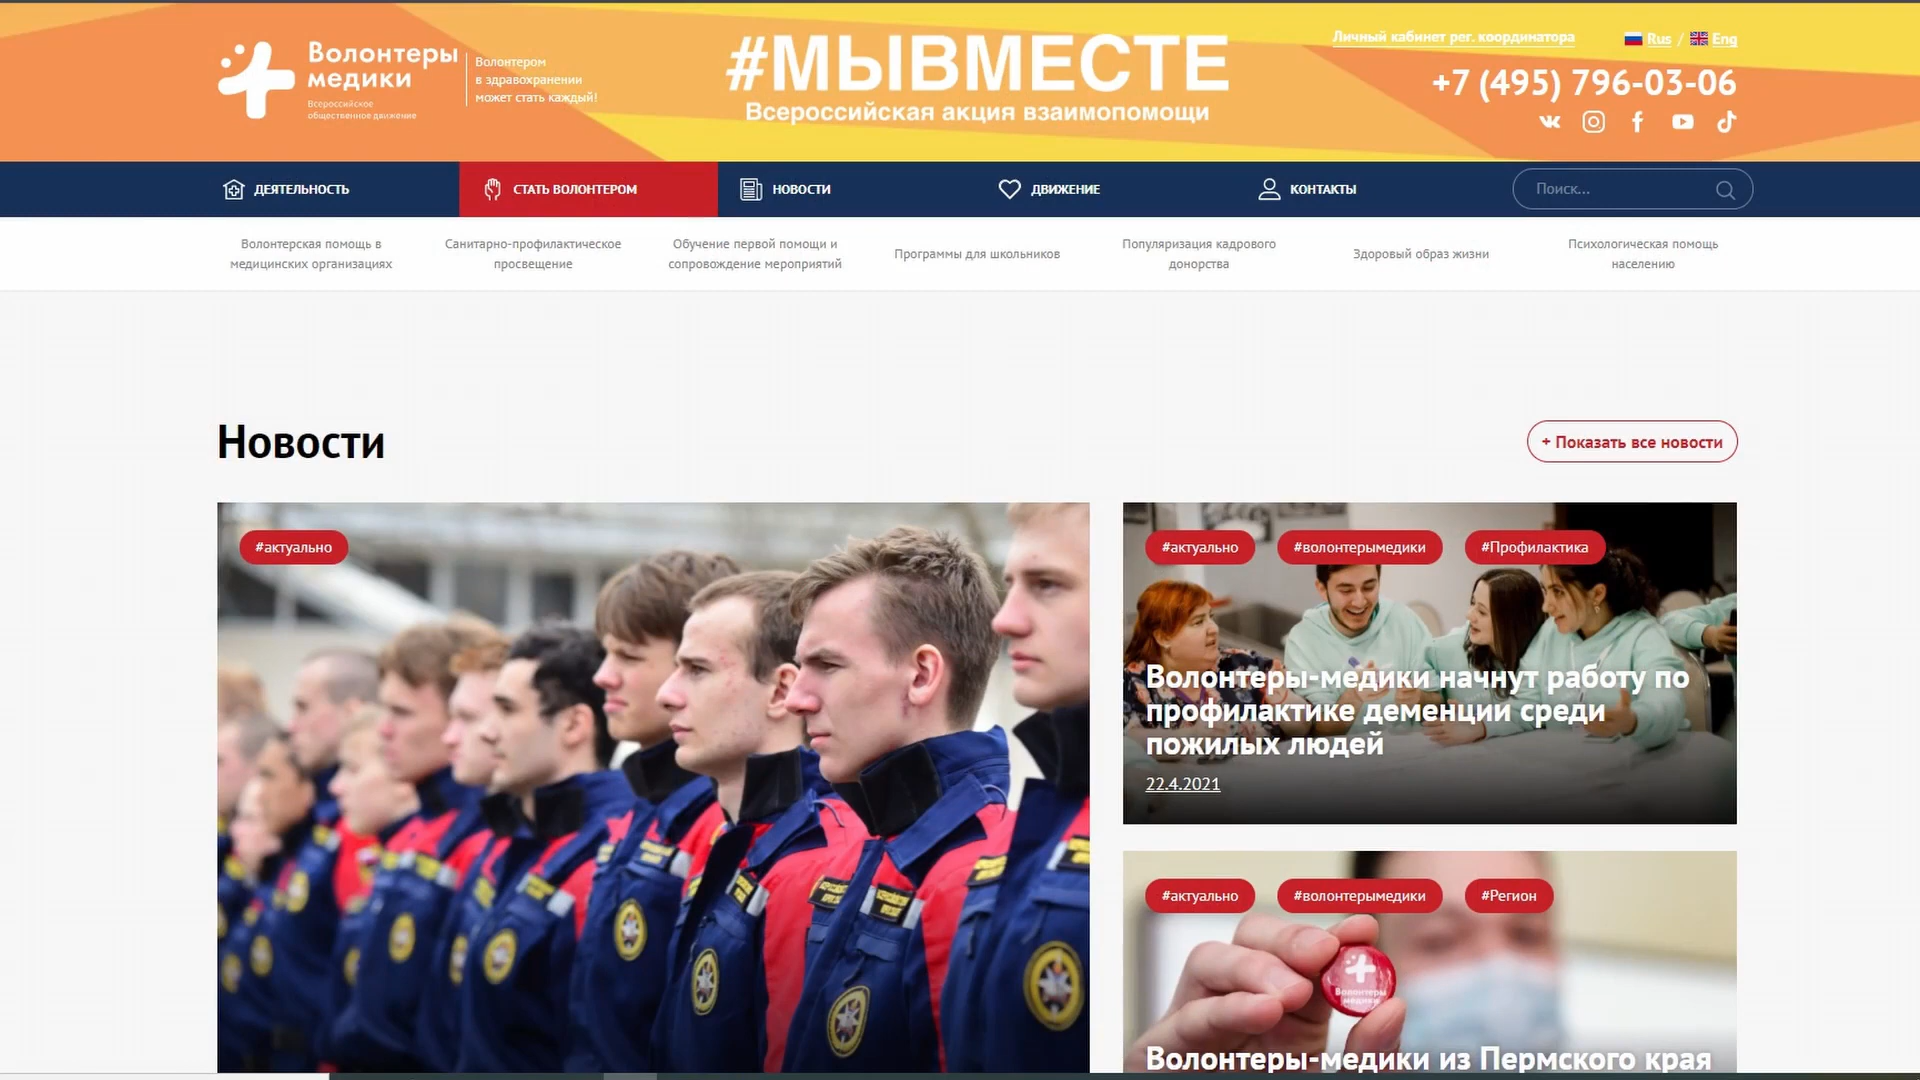 Волонтеры
медики
Всероссийское
общественное движение
Волонтером
в здравохранении
может стать каждый!
#МЫВМЕСТЕ
Всероссийская акция взаимопомощи
Личный кабинет рег. координатора
Rus / Eng
+7 (495) 796-03-06
ДЕЯТЕЛЬНОСТЬ
СТАТЬ ВОЛОНТЕРОМ
НОВОСТИ
ДВИЖЕНИЕ
КОНТАКТЫ
Поиск...
Волонтерская помощь в
медицинских организациях
Санитарно-профилактическое
просвещение
Обучение первой помощи и
сопровождение мероприятий
Программы для школьников
Популяризация кадрового
донорства
Здоровый образ жизни
Психологическая помощь
населению
Новости
+ Показать все новости
#актуально
#актуально #волонтерымедики #Профилактика
Волонтеры-медики начнут работу по
профилактике деменции среди
пожилых людей
22.4.2021
#актуально #волонтерымедики #Регион
Волонтеры
медики
Волонтеры-медики из Пермского края